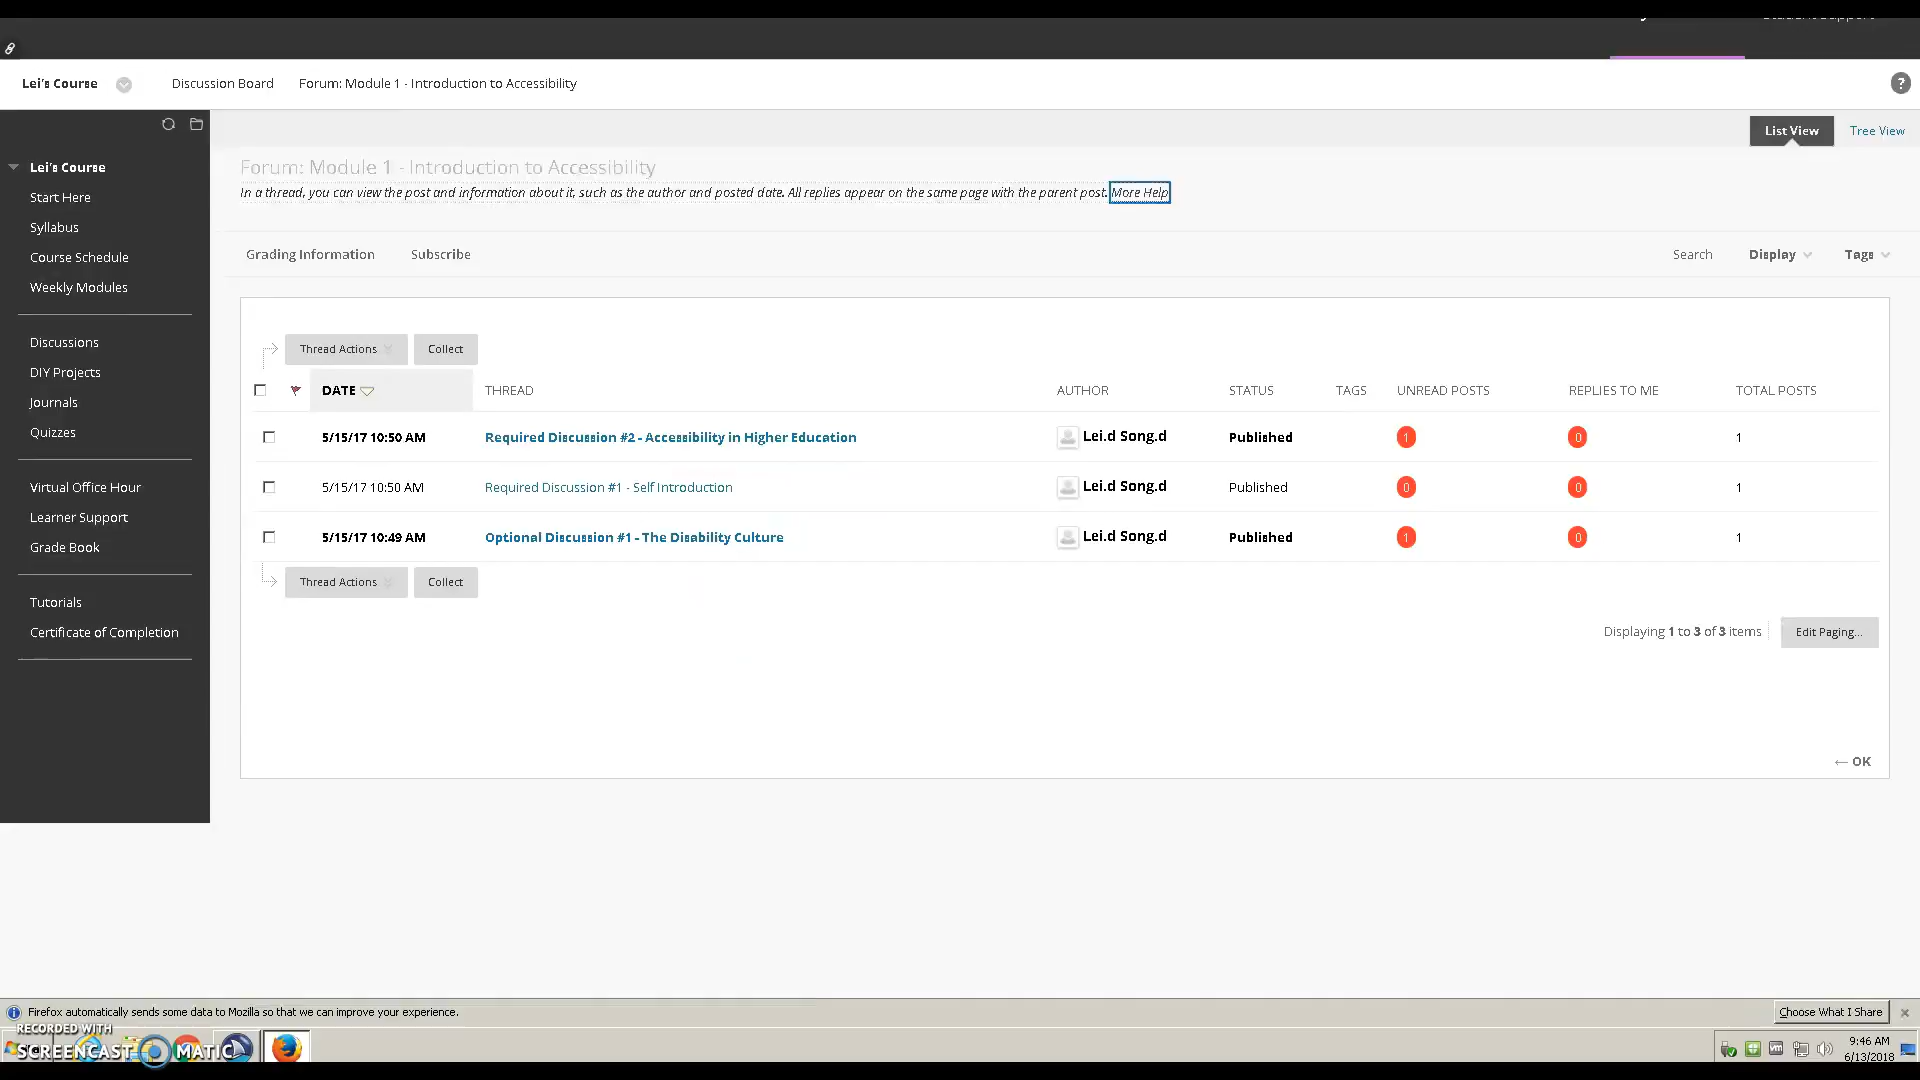 Lei's Course
Discussion Board
Forum: Module 1 - Introduction to Accessibility
?
List View
Tree View
Lei's Course
Start Here
Syllabus
Course Schedule
Weekly Modules
Discussions
DIY Projects
Journals
Quizzes
Virtual Office Hour
Learner Support
Grade Book
Tutorials
Certificate of Completion
Forum: Module 1 - Introduction to Accessibility
In a thread, you can view the post and information about it, such as the author and posted date. All replies appear on the same page with the parent post. More Help
Grading Information Subscribe Search Display Tags
Thread Actions Collect
DATE THREAD AUTHOR STATUS TAGS UNREAD POSTS REPLIES TO ME TOTAL POSTS
5/15/17 10:50 AM Required Discussion #2 - Accessibility in Higher Education Lei.d Song.d Published 1 0 1
5/15/17 10:50 AM Required Discussion #1 - Self Introduction Lei.d Song.d Published 0 0 1
5/15/17 10:49 AM Optional Discussion #1 - The Disability Culture Lei.d Song.d Published 1 0 1
Thread Actions Collect
Displaying 1 to 3 of 3 items Edit Paging...
← OK
Firefox automatically sends some data to Mozilla so that we can improve your experience. Choose What I Share
RECORDED WITH
SCREENCAST MATIC
9:46 AM
6/13/2018